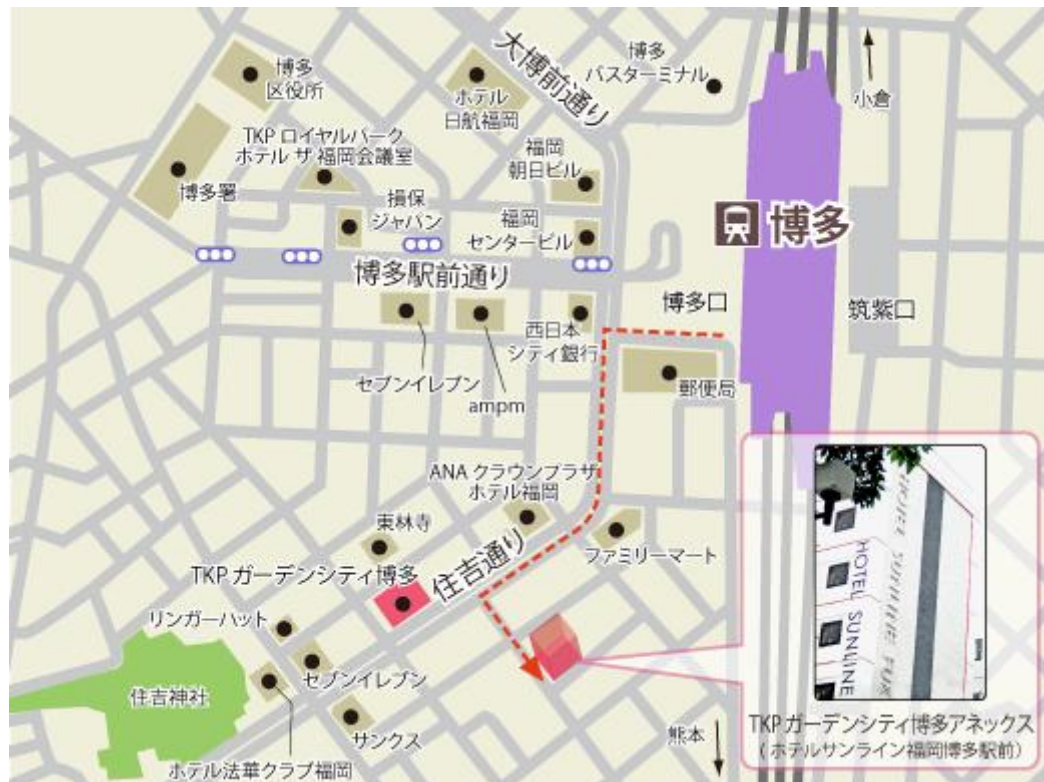 大博前通り
博多
バスターミナル
博多
区役所
ホテル
日航福岡
小倉
TKP ロイヤルパーク
ホテル ザ 福岡会議室
福岡
朝日ビル
博多署
損保
ジャパン
福岡
センタービル
博多
博多駅前通り
博多口
筑紫口
西日本
シティ銀行
セブンイレブン
ampm
郵便局
ANA クラウンプラザ
ホテル福岡
東林寺
住吉通り
ファミリーマート
TKP ガーデンシティ博多
リンガーハット
セブンイレブン
住吉神社
サンクス
ホテル法華クラブ福岡
熊本
HOTEL SUNLINE
TKP ガーデンシティ博多アネックス
(ホテルサンライン福岡博多駅前)